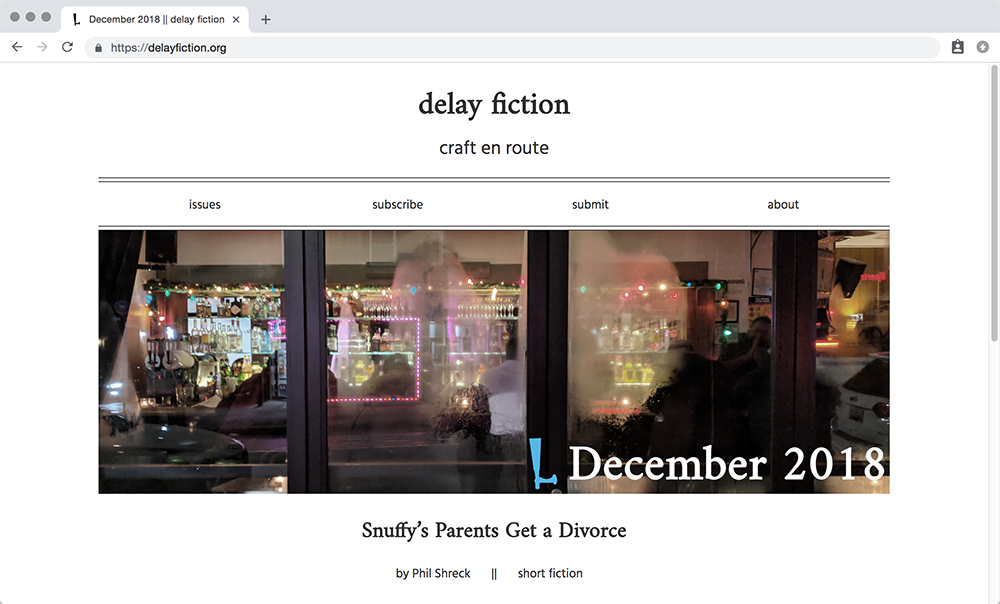 December 2018 || delay fiction
https://delayfiction.org
delay fiction
craft en route
issues subscribe submit about
December 2018
Snuffy's Parents Get a Divorce
by Phil Shreck || short fiction